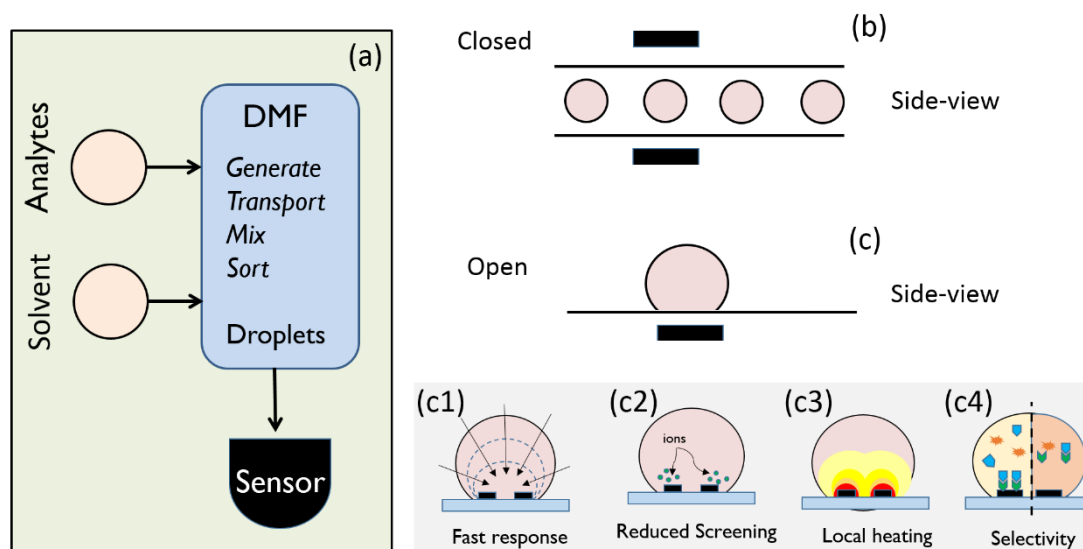 (a)
Analytes
Solvent
DMF
Generate
Transport
Mix
Sort
Droplets
Sensor
Closed
(b)
Side-view
(c)
Open
Side-view
(c1)
Fast response
(c2)
ions
Reduced Screening
(c3)
Local heating
(c4)
Selectivity